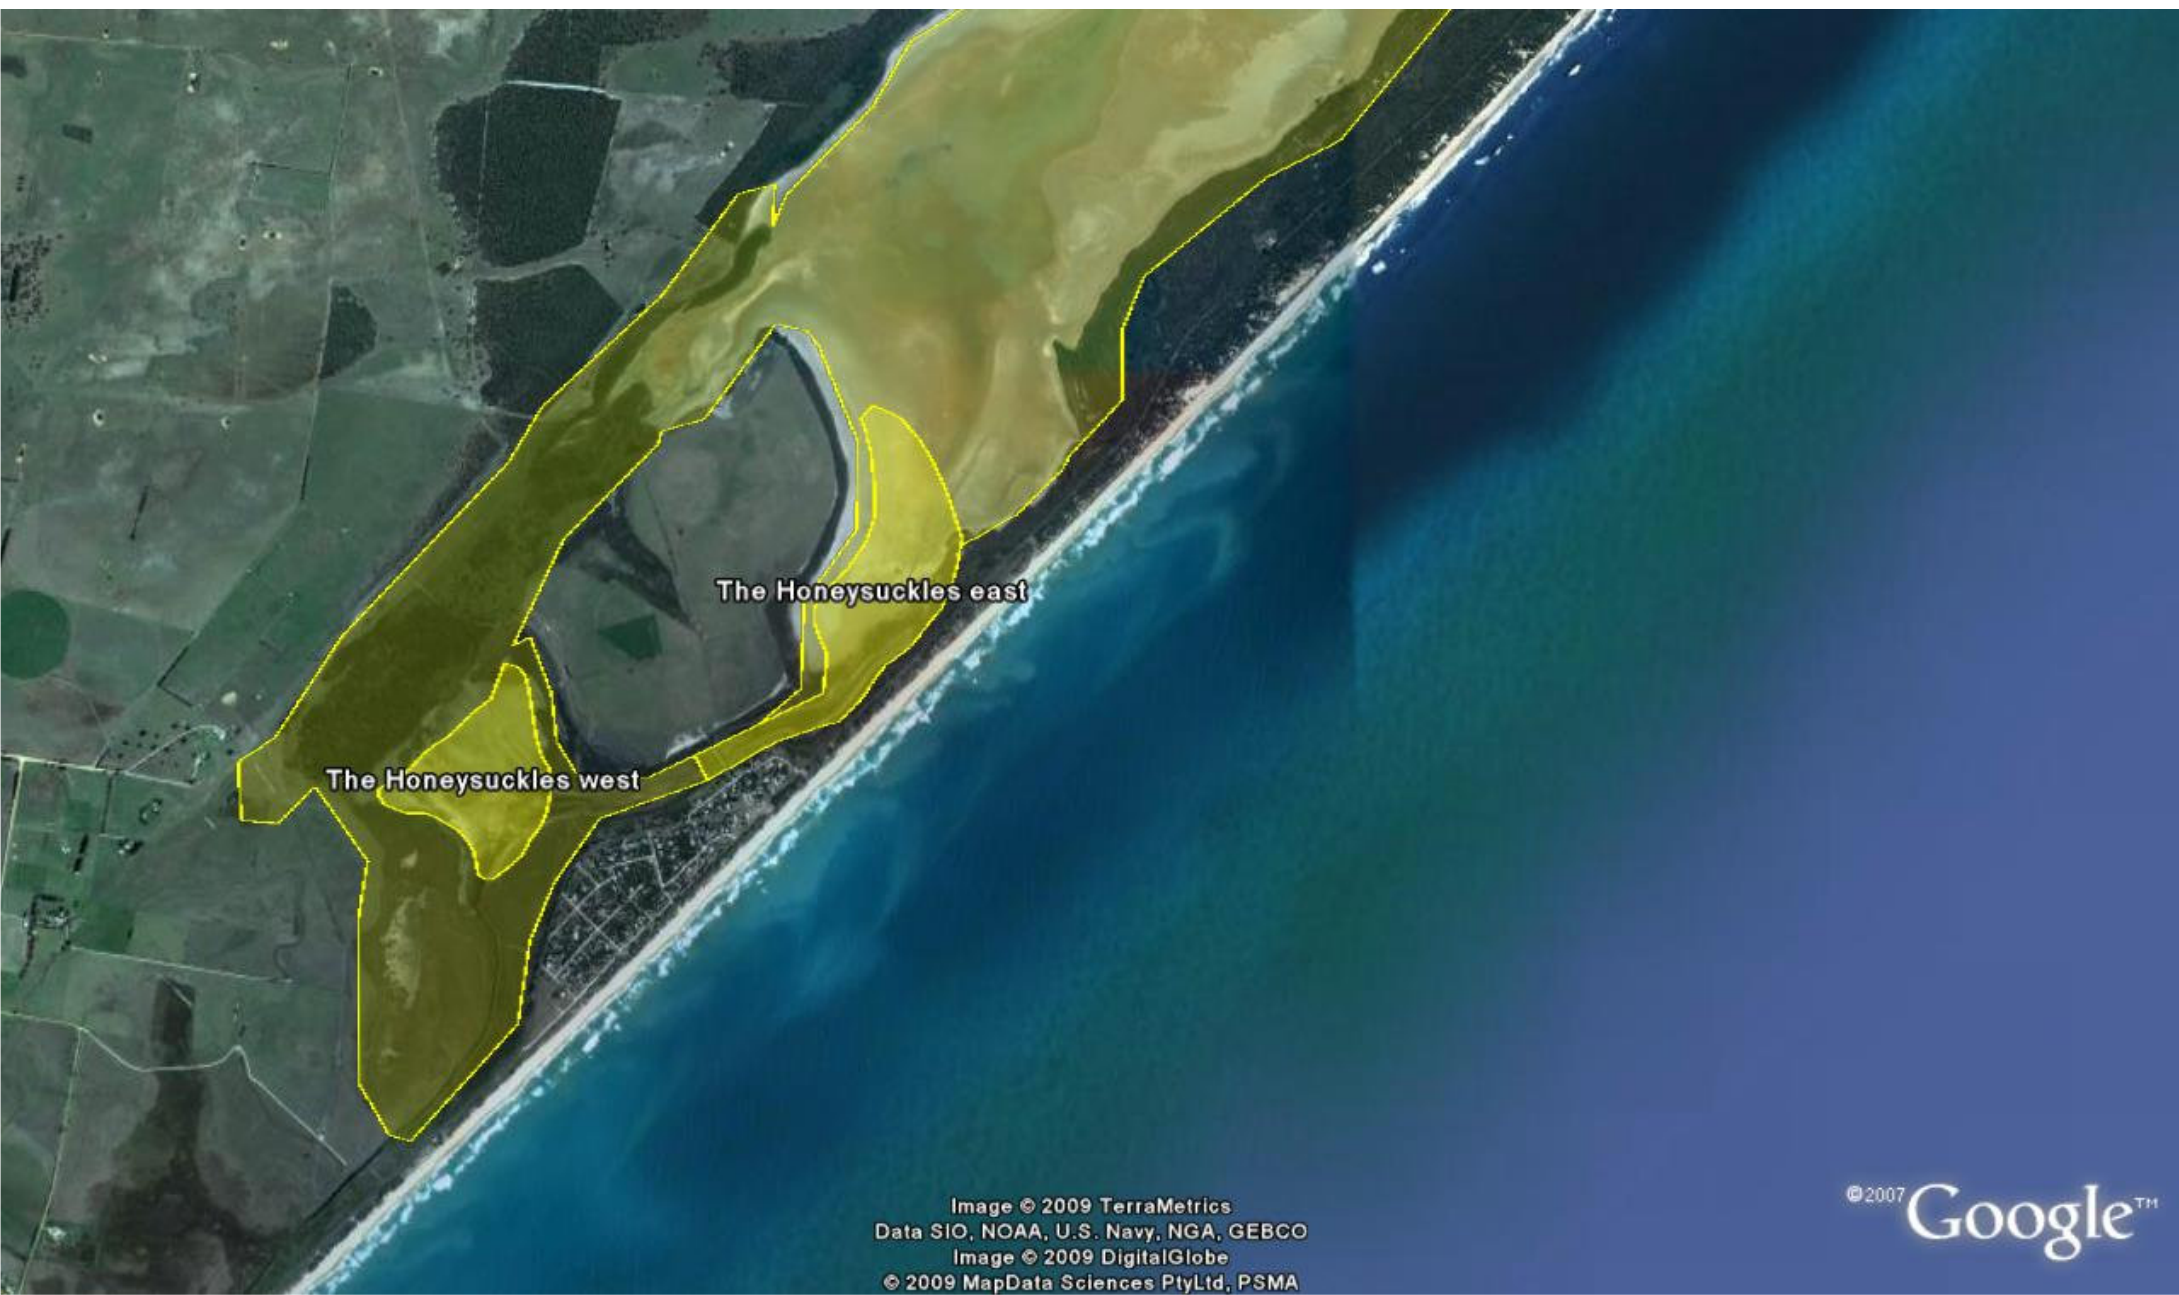 The Honeysuckles east
The Honeysuckles west
Image © 2009 TerraMetrics
Data SIO, NOAA, U.S. Navy, NGA, GEBCO
Image © 2009 DigitalGlobe
© 2009 MapData Sciences PtyLtd, PSMA
©2007 Google™